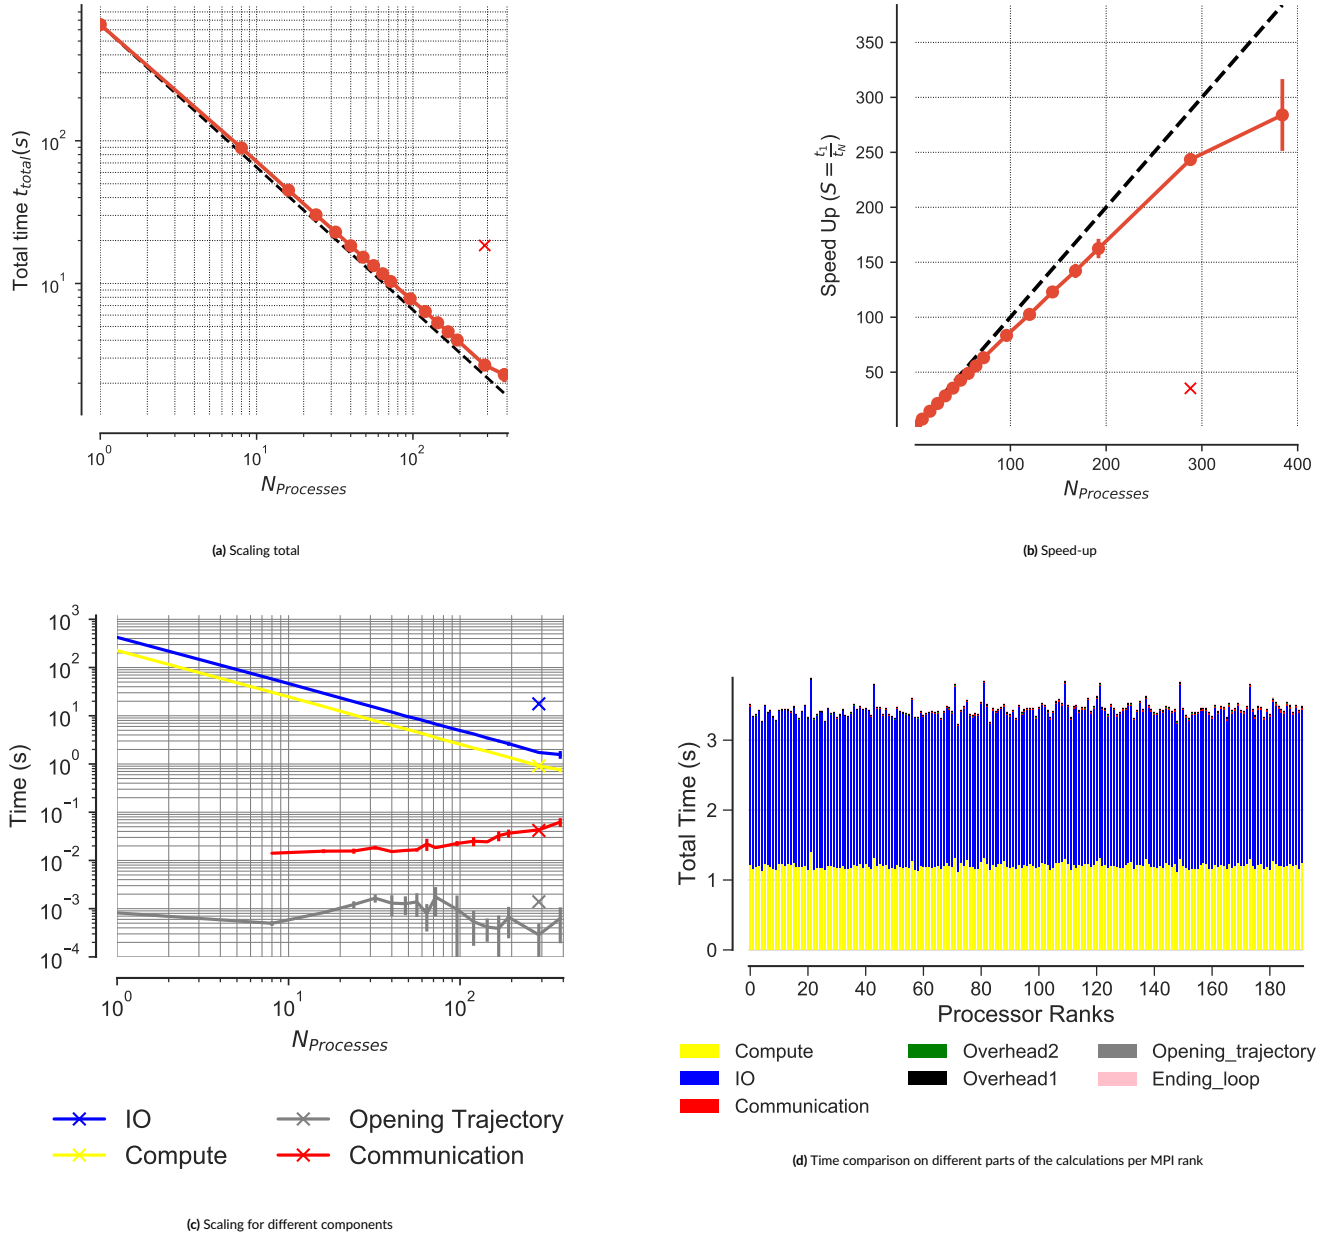 Total time t_total(s)
10^2
10^1
10^0 10^1 10^2
N_Processes
(a) Scaling total
Speed Up (S = t_1/t_N)
350
300
250
200
150
100
50
100 200 300 400
N_Processes
(b) Speed-up
Time (s)
10^3
10^2
10^1
10^0
10^−1
10^−2
10^−3
10^−4
10^0 10^1 10^2
N_Processes
IO Opening Trajectory
Compute Communication
(c) Scaling for different components
Total Time (s)
3
2
1
0
0 20 40 60 80 100 120 140 160 180
Processor Ranks
Compute Overhead2 Opening_trajectory
IO Overhead1 Ending_loop
Communication
(d) Time comparison on different parts of the calculations per MPI rank